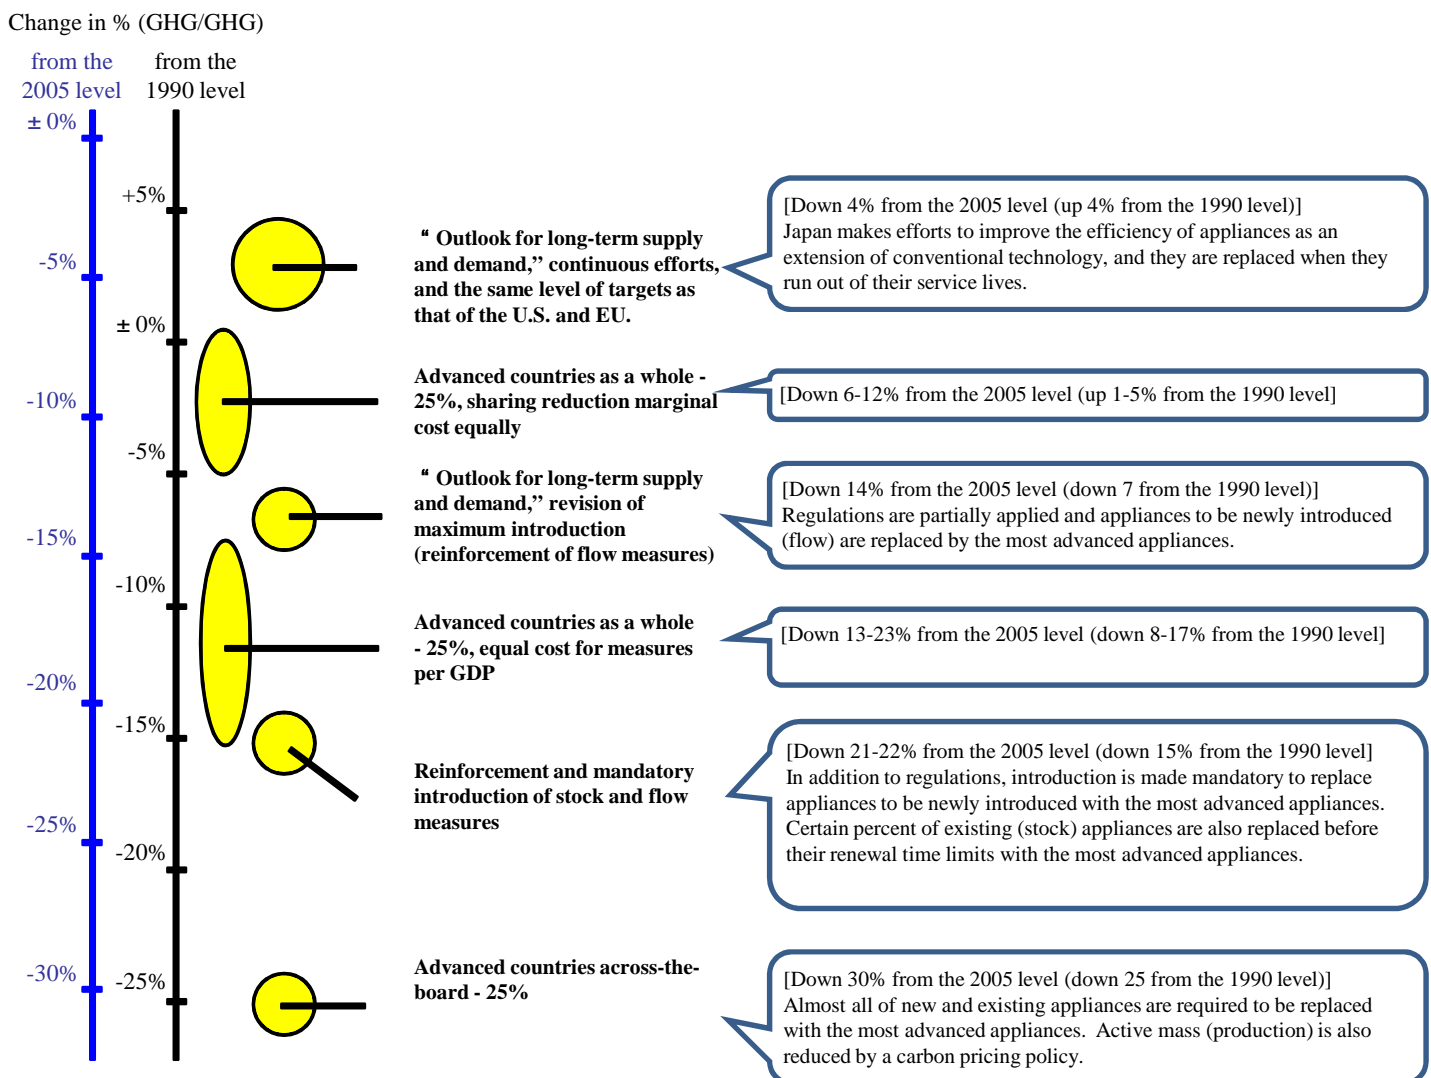 Change in % (GHG/GHG)
from the
2005 level
from the
1990 level
± 0%
-5%
-10%
-15%
-20%
-25%
-30%
+5%
± 0%
-5%
-10%
-15%
-20%
-25%
“ Outlook for long-term supply
and demand,” continuous efforts,
and the same level of targets as
that of the U.S. and EU.
[Down 4% from the 2005 level (up 4% from the 1990 level)]
Japan makes efforts to improve the efficiency of appliances as an
extension of conventional technology, and they are replaced when they
run out of their service lives.
Advanced countries as a whole -
25%, sharing reduction marginal
cost equally
[Down 6-12% from the 2005 level (up 1-5% from the 1990 level]
“ Outlook for long-term supply
and demand,” revision of
maximum introduction
(reinforcement of flow measures)
[Down 14% from the 2005 level (down 7 from the 1990 level)]
Regulations are partially applied and appliances to be newly introduced
(flow) are replaced by the most advanced appliances.
Advanced countries as a whole
- 25%, equal cost for measures
per GDP
[Down 13-23% from the 2005 level (down 8-17% from the 1990 level]
Reinforcement and mandatory
introduction of stock and flow
measures
[Down 21-22% from the 2005 level (down 15% from the 1990 level]
In addition to regulations, introduction is made mandatory to replace
appliances to be newly introduced with the most advanced appliances.
Certain percent of existing (stock) appliances are also replaced before
their renewal time limits with the most advanced appliances.
Advanced countries across-the-
board - 25%
[Down 30% from the 2005 level (down 25 from the 1990 level)]
Almost all of new and existing appliances are required to be replaced
with the most advanced appliances.  Active mass (production) is also
reduced by a carbon pricing policy.